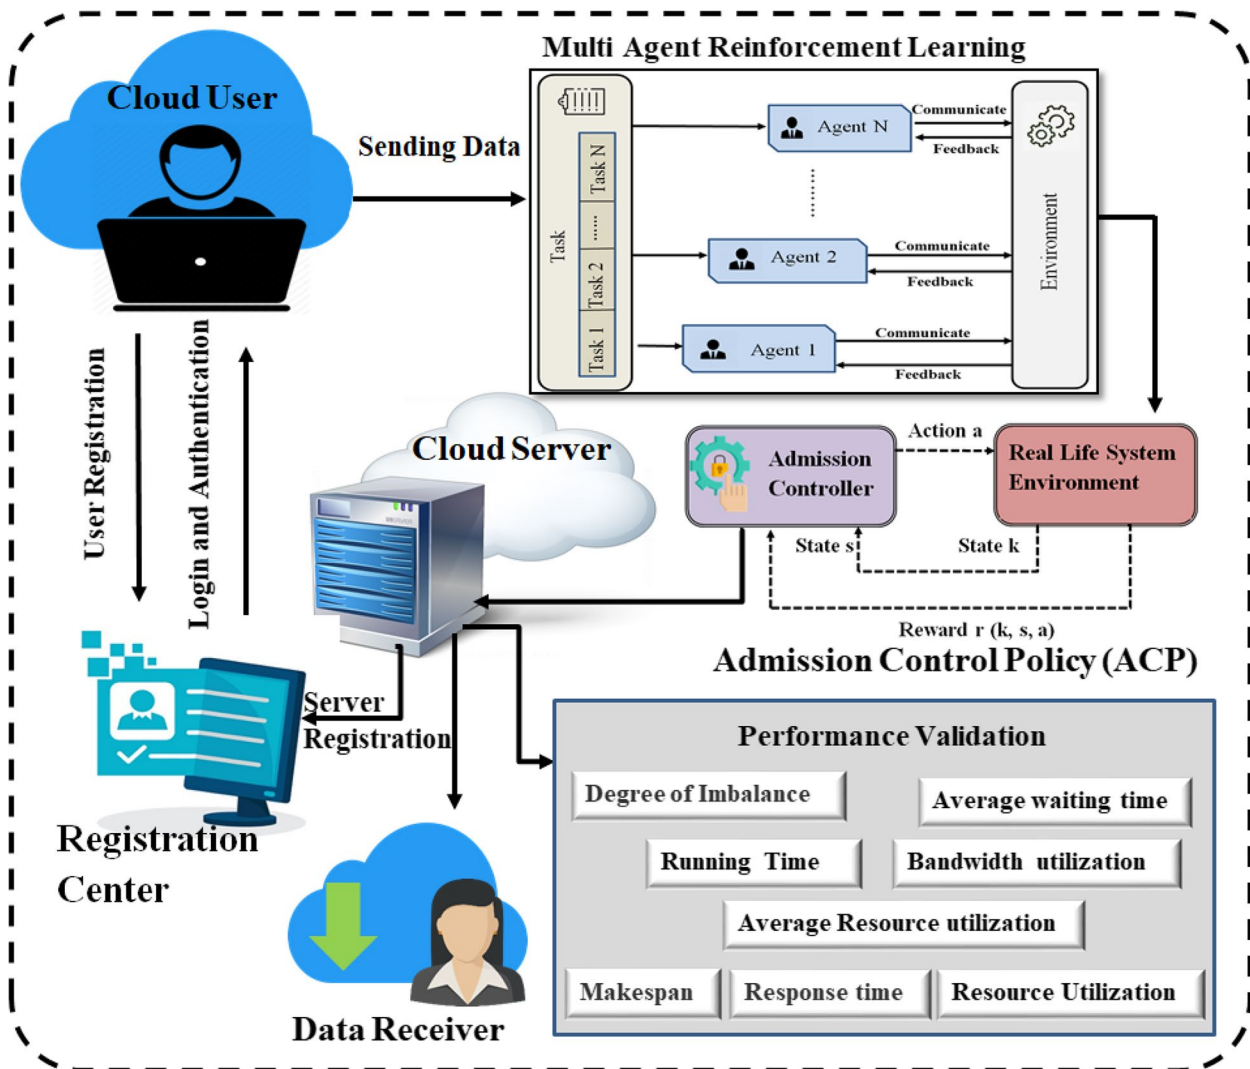 Multi Agent Reinforcement Learning
Cloud User
Sending Data
Task
Task N
......
Task 2
Task 1
Agent N
Communicate
Feedback
........
Agent 2
Communicate
Feedback
Agent 1
Communicate
Feedback
Environment
User Registration
Login and Authentication
Cloud Server
Admission
Controller
Action a
Real Life System
Environment
State s
State k
Reward r (k, s, a)
Admission Control Policy (ACP)
Server
Registration
Registration
Center
Data Receiver
Performance Validation
Degree of Imbalance
Average waiting time
Running Time
Bandwidth utilization
Average Resource utilization
Makespan
Response time
Resource Utilization